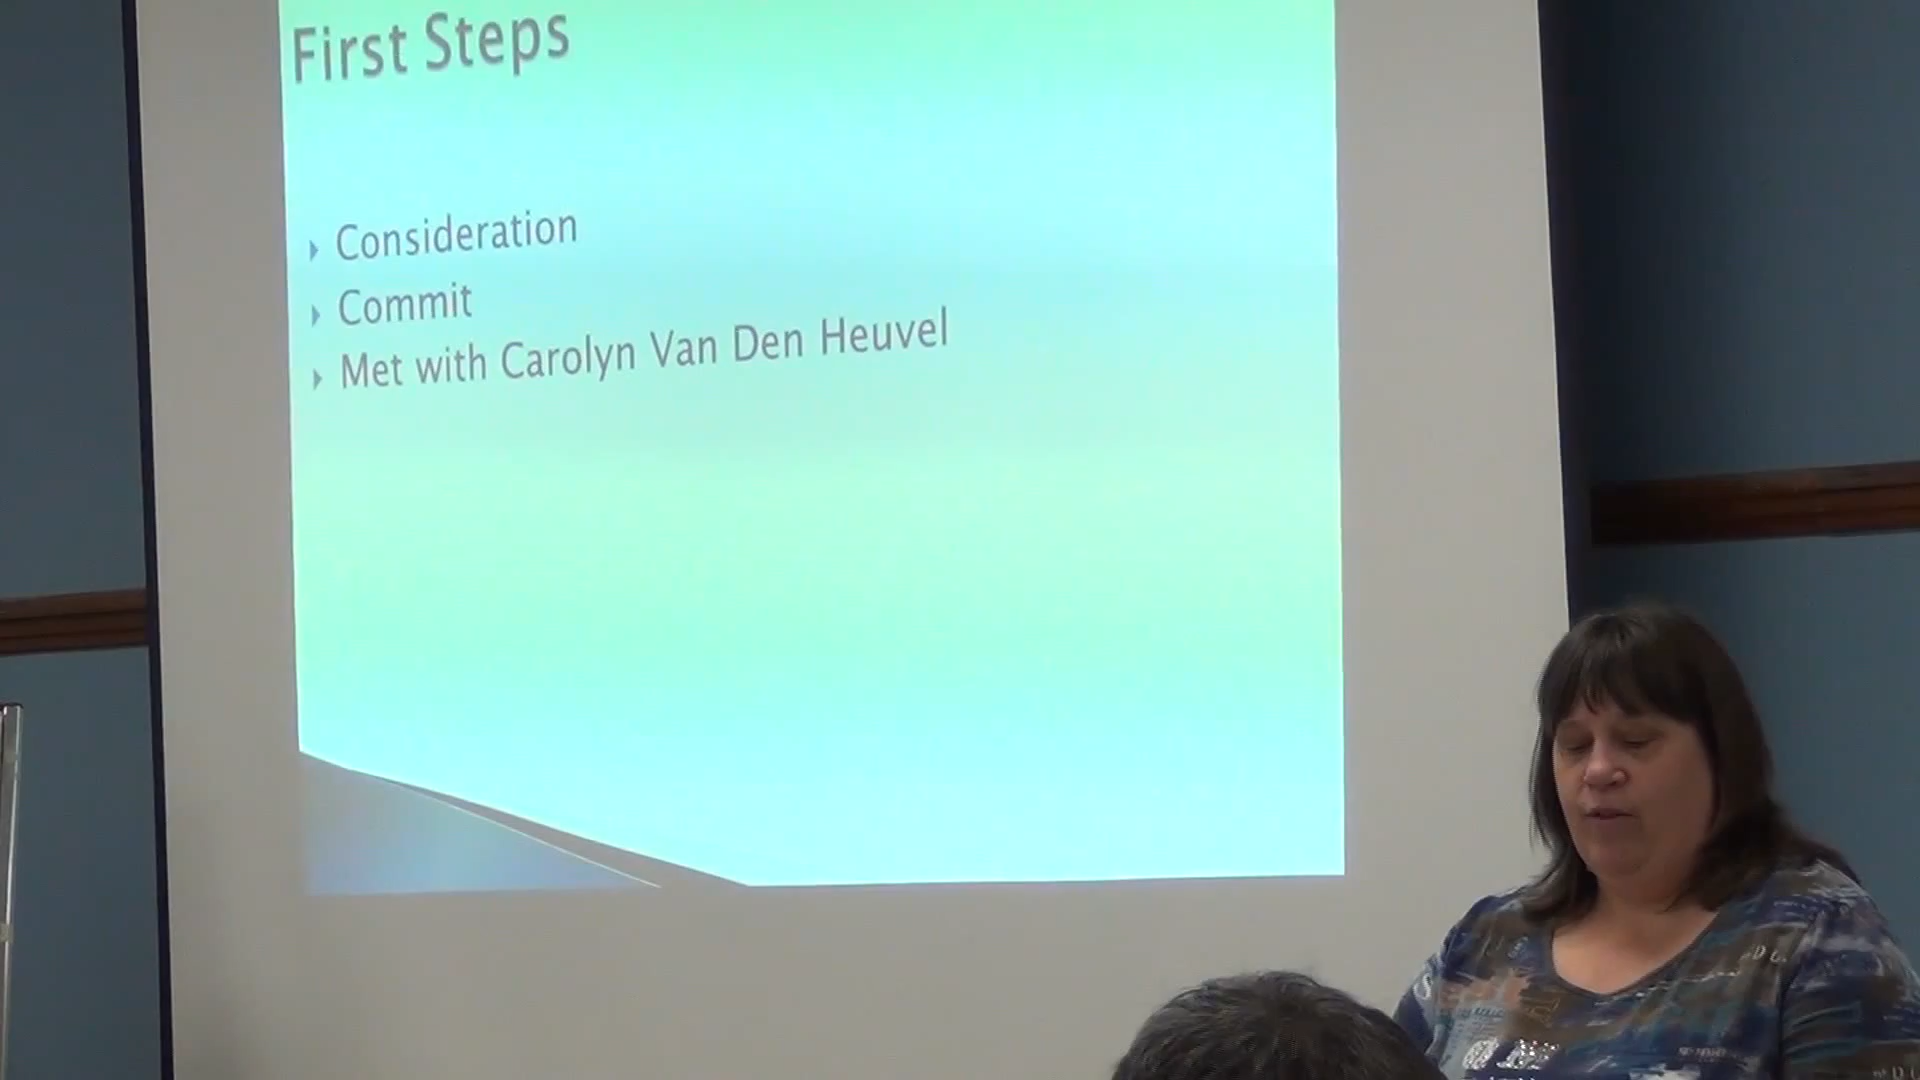 First Steps
Consideration
Commit
Met with Carolyn Van Den Heuvel